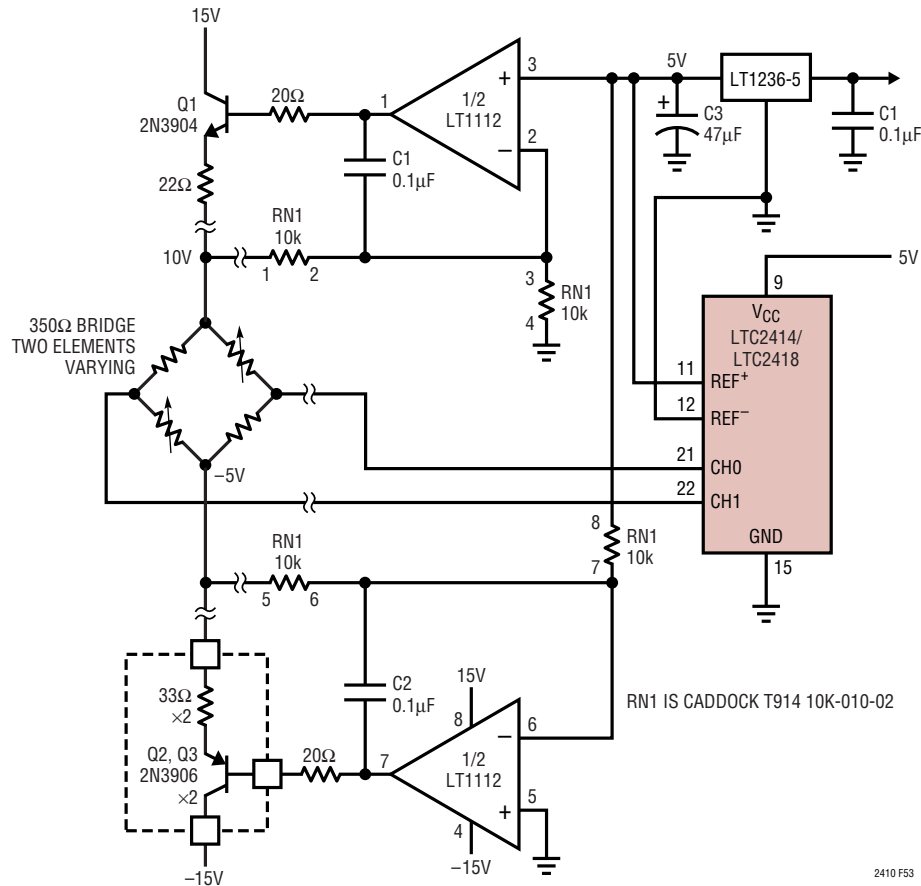 15V
Q1
2N3904
20Ω
1
1/2
LT1112
3
+
2
−
5V
LT1236-5
+
C3
47µF
C1
0.1µF
C1
0.1µF
22Ω
10V
RN1
10k
1 2
3
4
RN1
10k
350Ω BRIDGE
TWO ELEMENTS
VARYING
5V
9
VCC
LTC2414/
LTC2418
11
REF+
12
REF−
21
CH0
22
CH1
GND
15
−5V
RN1
10k
5 6
8
7
RN1
10k
C2
0.1µF
15V
8
7
1/2
LT1112
6
−
5
+
4
−15V
RN1 IS CADDOCK T914 10K-010-02
33Ω
×2
Q2, Q3
2N3906
×2
20Ω
−15V
2410 F53